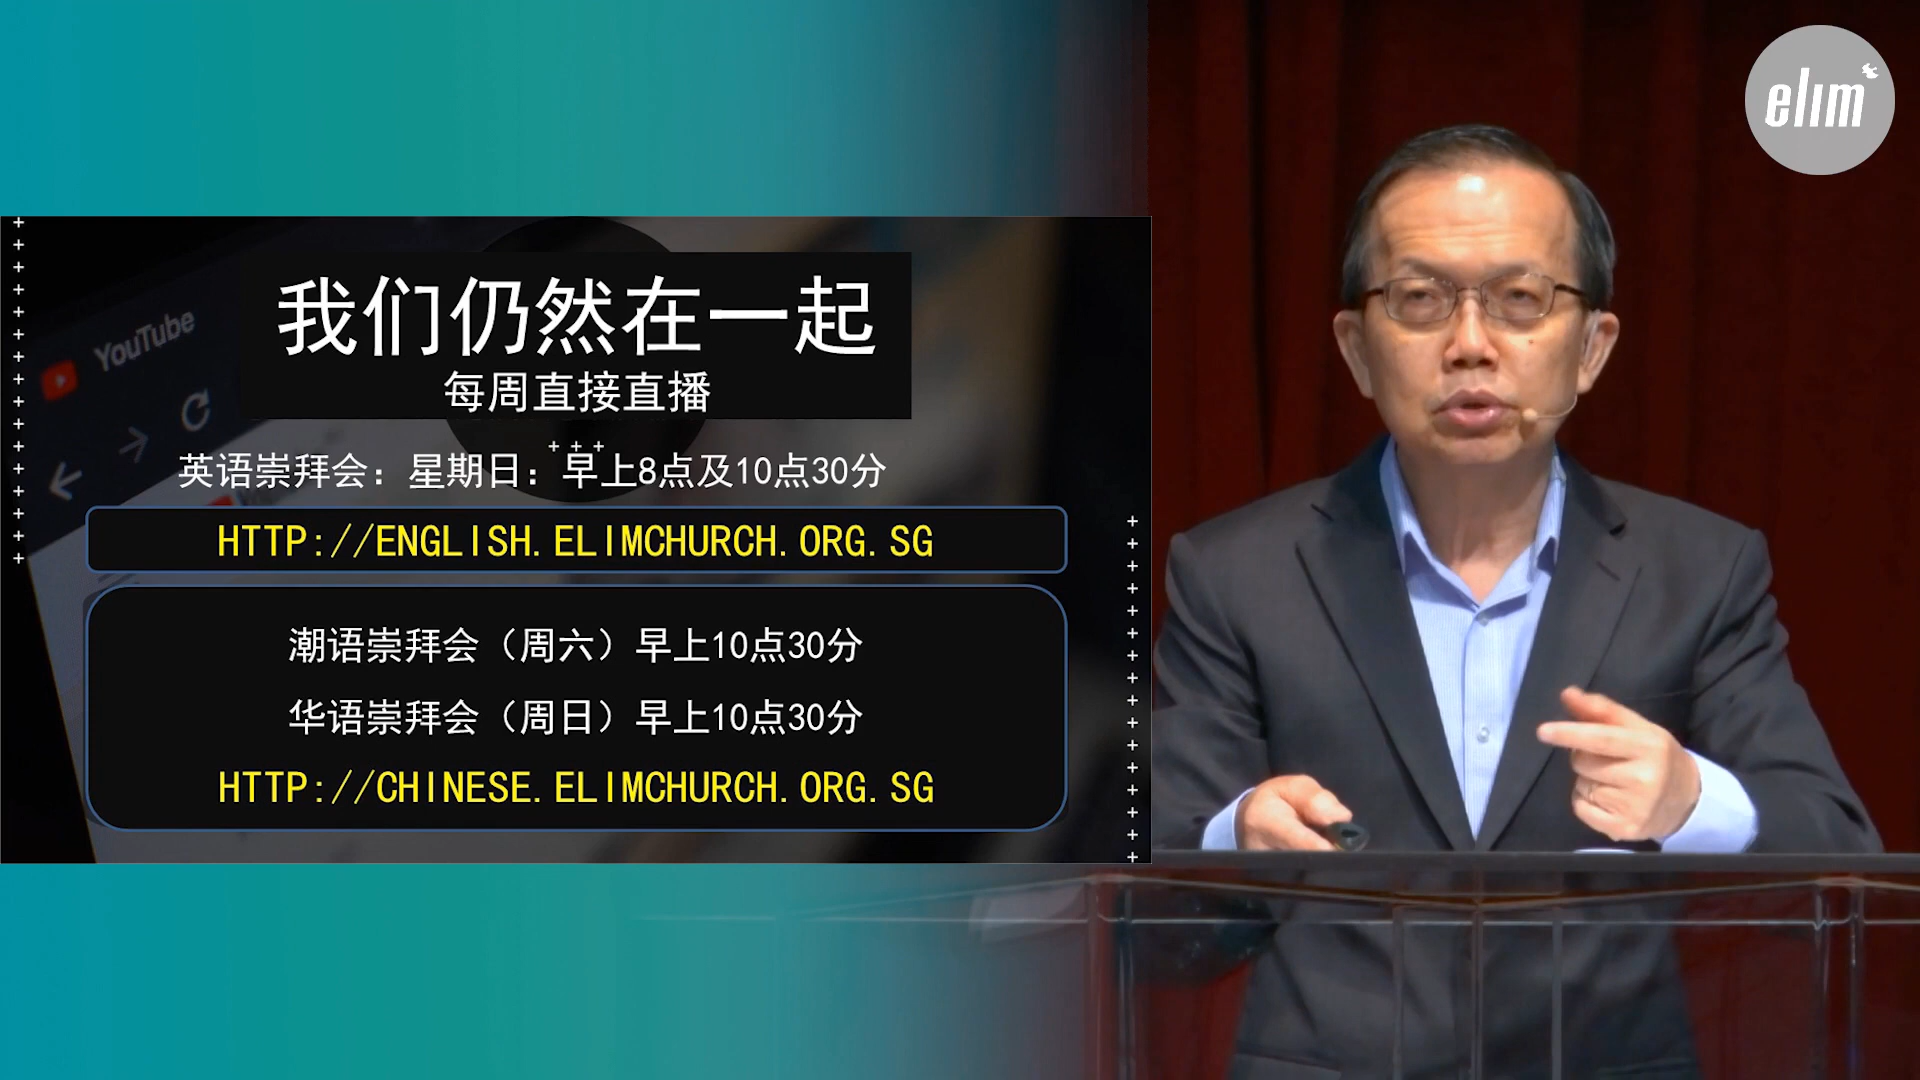 elim
YouTube
我们仍然在一起
每周直接直播
英语崇拜会：星期日：早上8点及10点30分
HTTP://ENGLISH.ELIMCHURCH.ORG.SG
潮语崇拜会（周六）早上10点30分
华语崇拜会（周日）早上10点30分
HTTP://CHINESE.ELIMCHURCH.ORG.SG